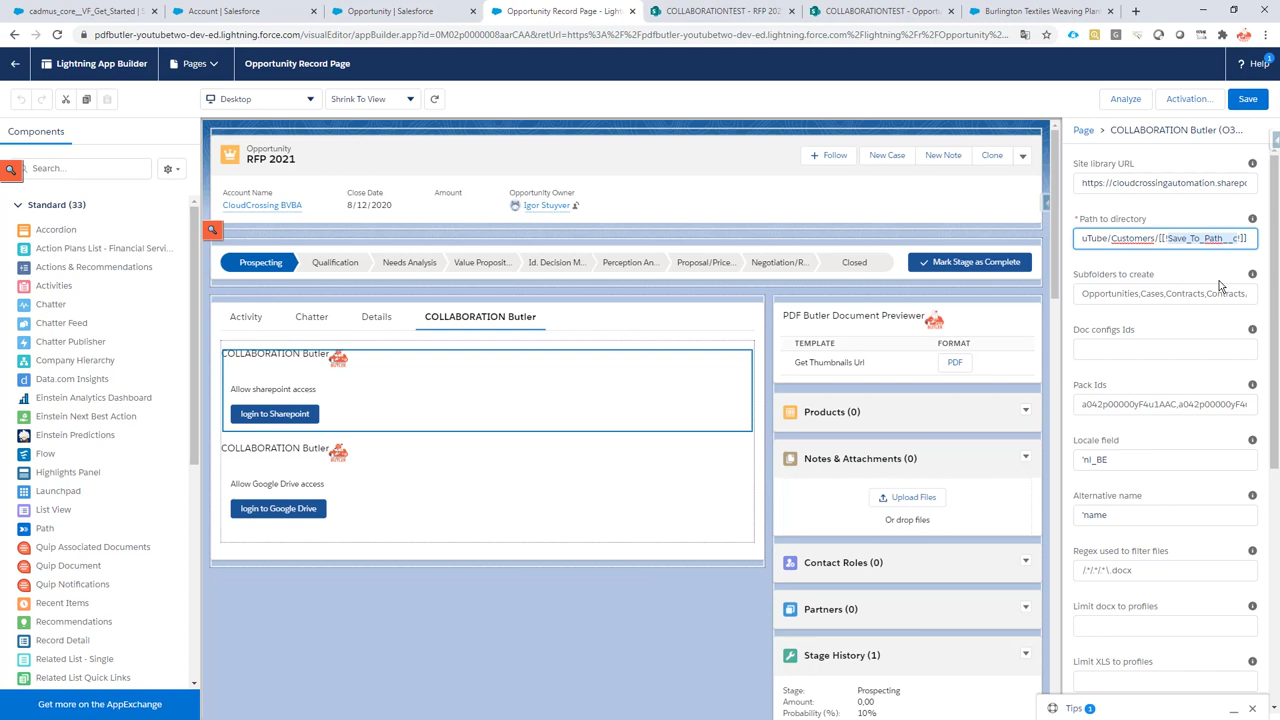 cadmus_core__VF_Get_Started | S
Account | Salesforce
Opportunity | Salesforce
Opportunity Record Page - Lightn
COLLABORATIONTEST - RFP 202
COLLABORATIONTEST - Opportu
Burlington Textiles Weaving Plan
pdfbutler-youtubetwo-dev-ed.lightning.force.com/visualEditor/appBuilder.app?id=0M02p0000008aarCAA&retUrl=https%3A%2F%2Fpdfbutler-youtubetwo-dev-ed.lightning.force.com%2Flightning%2Fr%2FOpportunity%2...
Lightning App Builder
Pages
Opportunity Record Page
? Help
Desktop
Shrink To View
Analyze
Activation...
Save
Components
Search...
Standard (33)
Accordion
Action Plans List - Financial Servi...
Actions & Recommendations
Activities
Chatter
Chatter Feed
Chatter Publisher
Company Hierarchy
Data.com Insights
Einstein Analytics Dashboard
Einstein Next Best Action
Einstein Predictions
Flow
Highlights Panel
Launchpad
List View
Path
Quip Associated Documents
Quip Document
Quip Notifications
Recent Items
Recommendations
Record Detail
Related List - Single
Related List Quick Links
Get more on the AppExchange
Opportunity
RFP 2021
+ Follow
New Case
New Note
Clone
Account Name
Close Date
Amount
Opportunity Owner
CloudCrossing BVBA
8/12/2020
Igor Stuyver
Prospecting
Qualification
Needs Analysis
Value Proposit...
Id. Decision M...
Perception An...
Proposal/Price...
Negotiation/R...
Closed
Mark Stage as Complete
Activity
Chatter
Details
COLLABORATION Butler
COLLABORATION Butler
Allow sharepoint access
login to Sharepoint
COLLABORATION Butler
Allow Google Drive access
login to Google Drive
PDF Butler Document Previewer
TEMPLATE
FORMAT
Get Thumbnails Url
PDF
Products (0)
Notes & Attachments (0)
Upload Files
Or drop files
Contact Roles (0)
Partners (0)
Stage History (1)
Stage: Prospecting
Amount: 0,00
Probability (%): 10%
Page > COLLABORATION Butler (O3...
Site library URL
https://cloudcrossingautomation.sharepo
* Path to directory
uTube/Customers/[[!Save_To_Path__c!]]
Subfolders to create
Opportunities,Cases,Contracts,Contracts,
Doc configs Ids
Pack Ids
a042p00000yF4u1AAC,a042p00000yF4u
Locale field
'nl_BE
Alternative name
'name
Regex used to filter files
/.*/.*/.*\.docx
Limit docx to profiles
Limit XLS to profiles
Tips 1